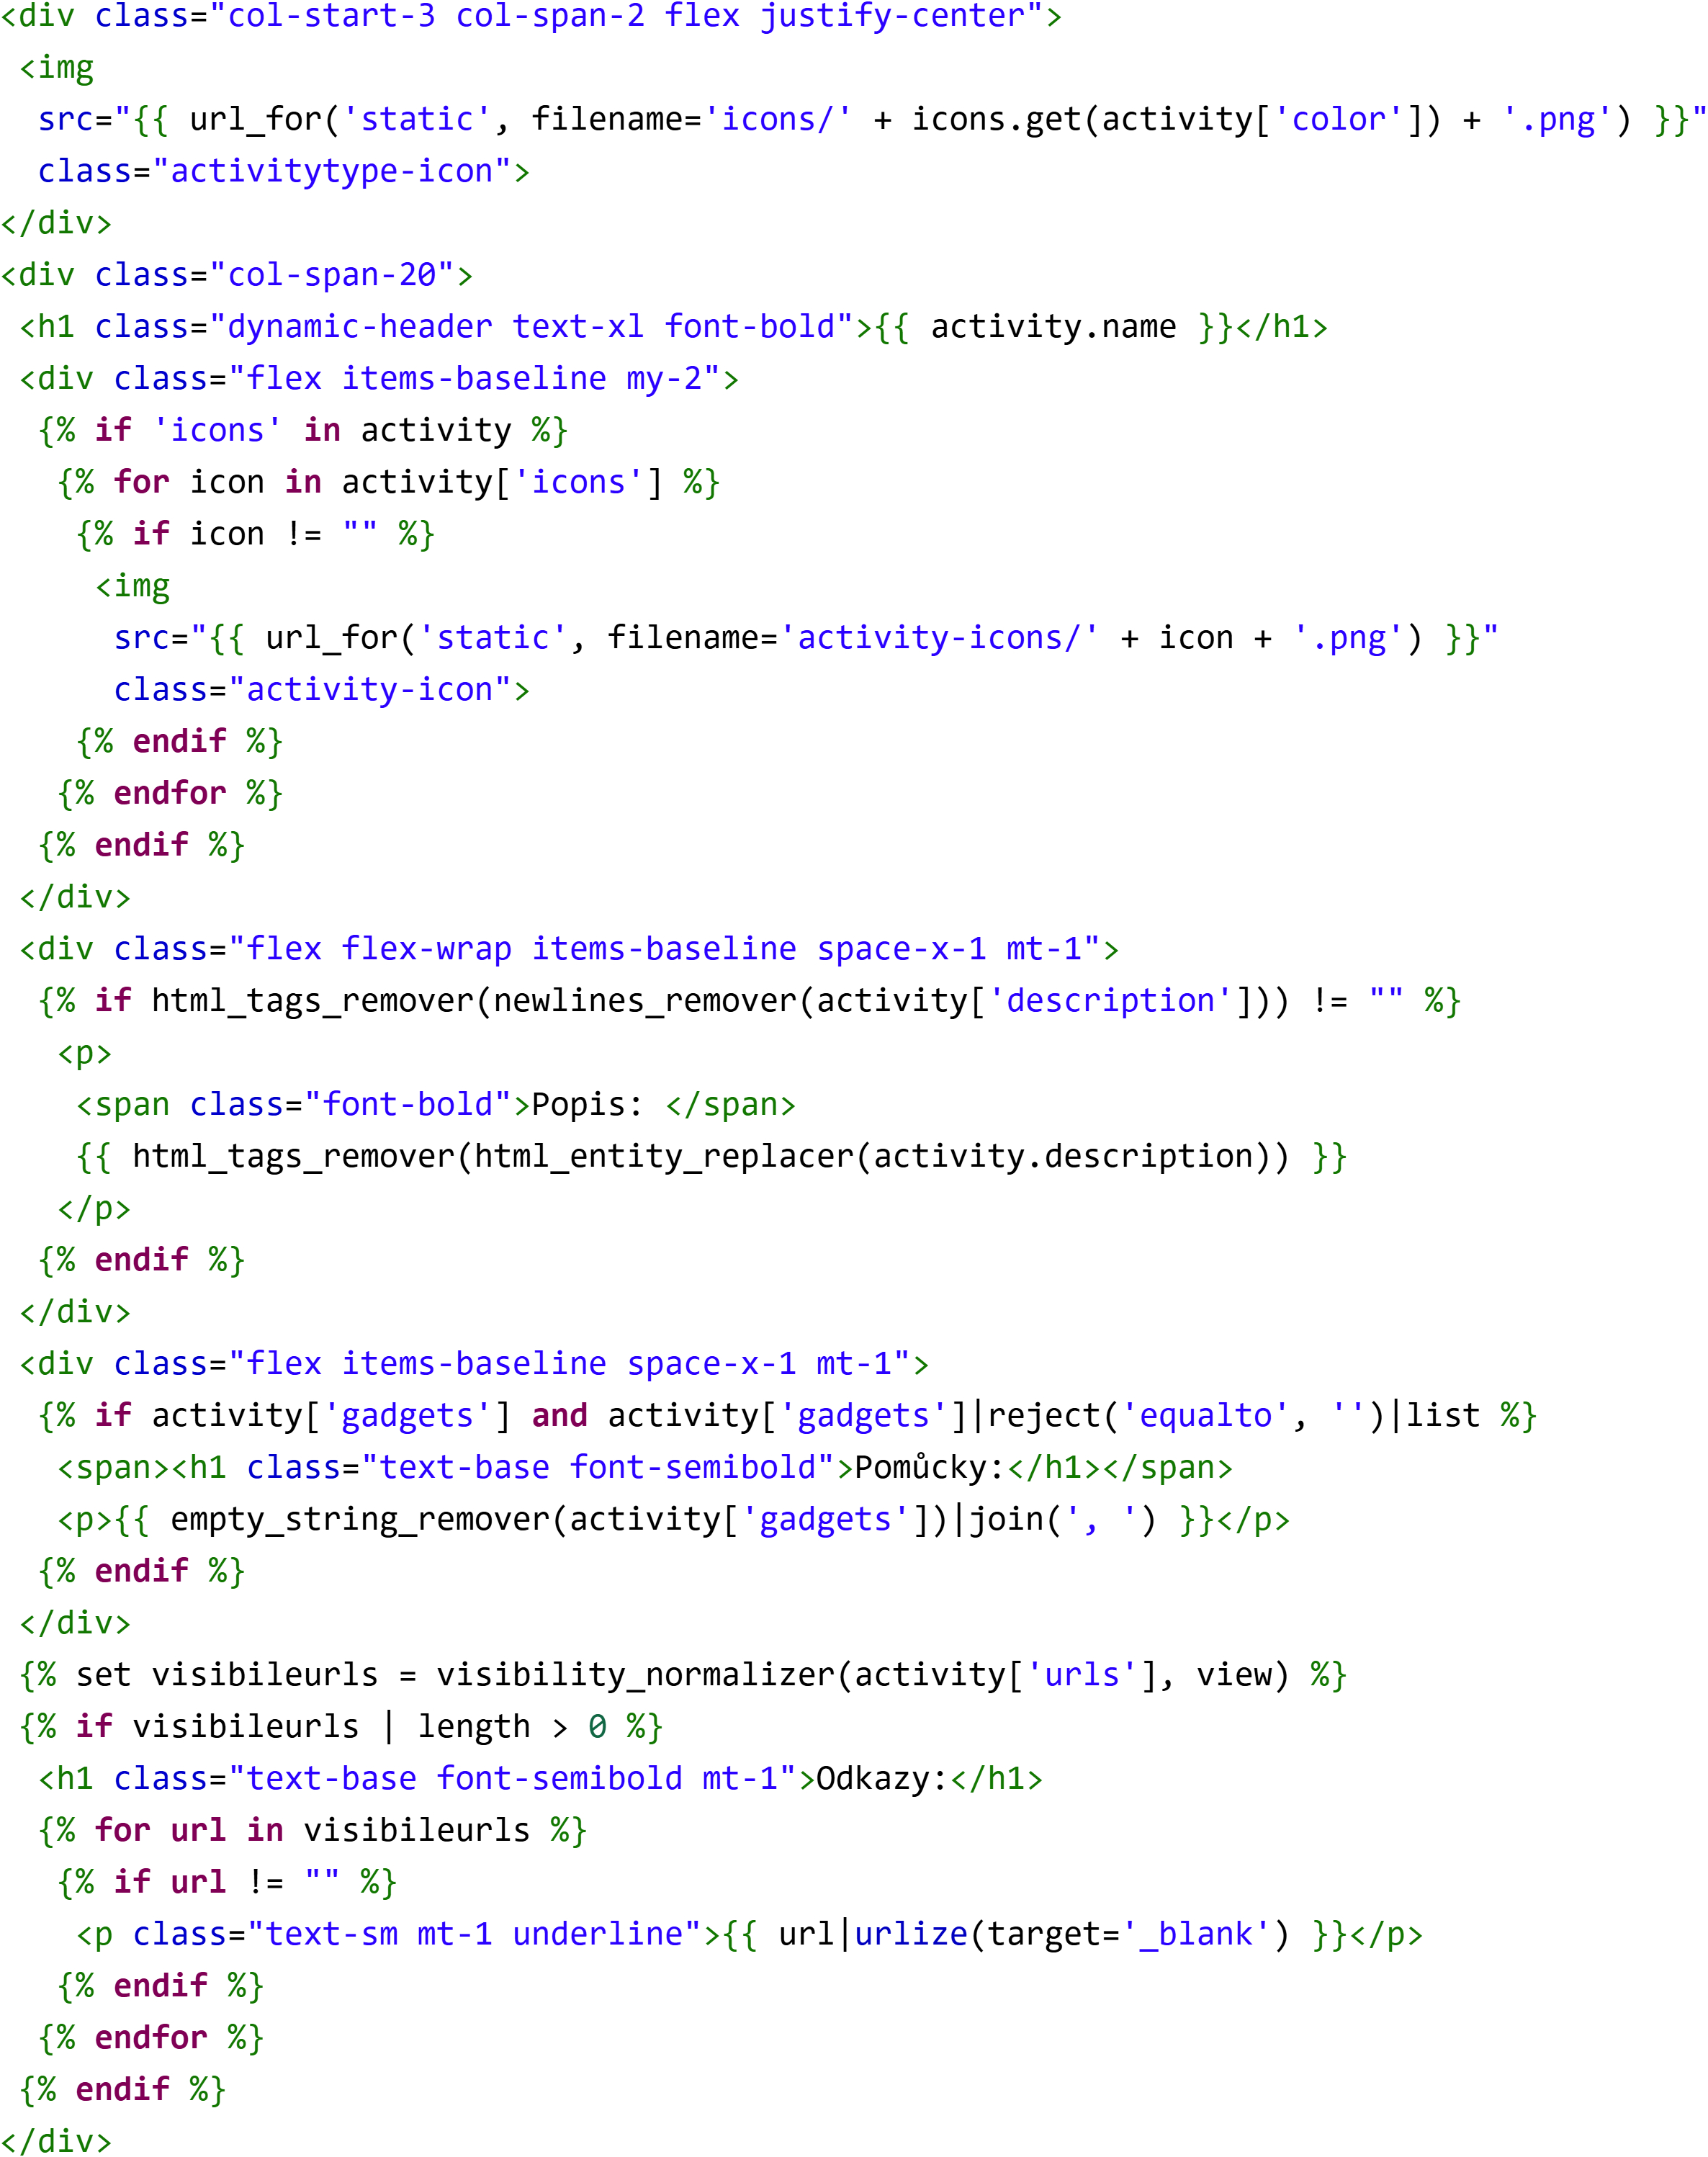 <div class="col-start-3 col-span-2 flex justify-center">
 <img
  src="{{ url_for('static', filename='icons/' + icons.get(activity['color']) + '.png') }}"
  class="activitytype-icon">
</div>
<div class="col-span-20">
 <h1 class="dynamic-header text-xl font-bold">{{ activity.name }}</h1>
 <div class="flex items-baseline my-2">
  {% if 'icons' in activity %}
   {% for icon in activity['icons'] %}
    {% if icon != "" %}
     <img
      src="{{ url_for('static', filename='activity-icons/' + icon + '.png') }}"
      class="activity-icon">
    {% endif %}
   {% endfor %}
  {% endif %}
 </div>
 <div class="flex flex-wrap items-baseline space-x-1 mt-1">
  {% if html_tags_remover(newlines_remover(activity['description'])) != "" %}
   <p>
    <span class="font-bold">Popis: </span>
    {{ html_tags_remover(html_entity_replacer(activity.description)) }}
   </p>
  {% endif %}
 </div>
 <div class="flex items-baseline space-x-1 mt-1">
  {% if activity['gadgets'] and activity['gadgets']|reject('equalto', '')|list %}
   <span><h1 class="text-base font-semibold">Pomůcky:</h1></span>
   <p>{{ empty_string_remover(activity['gadgets'])|join(', ') }}</p>
  {% endif %}
 </div>
 {% set visibileurls = visibility_normalizer(activity['urls'], view) %}
 {% if visibileurls | length > 0 %}
  <h1 class="text-base font-semibold mt-1">Odkazy:</h1>
  {% for url in visibileurls %}
   {% if url != "" %}
    <p class="text-sm mt-1 underline">{{ url|urlize(target='_blank') }}</p>
   {% endif %}
  {% endfor %}
 {% endif %}
</div>